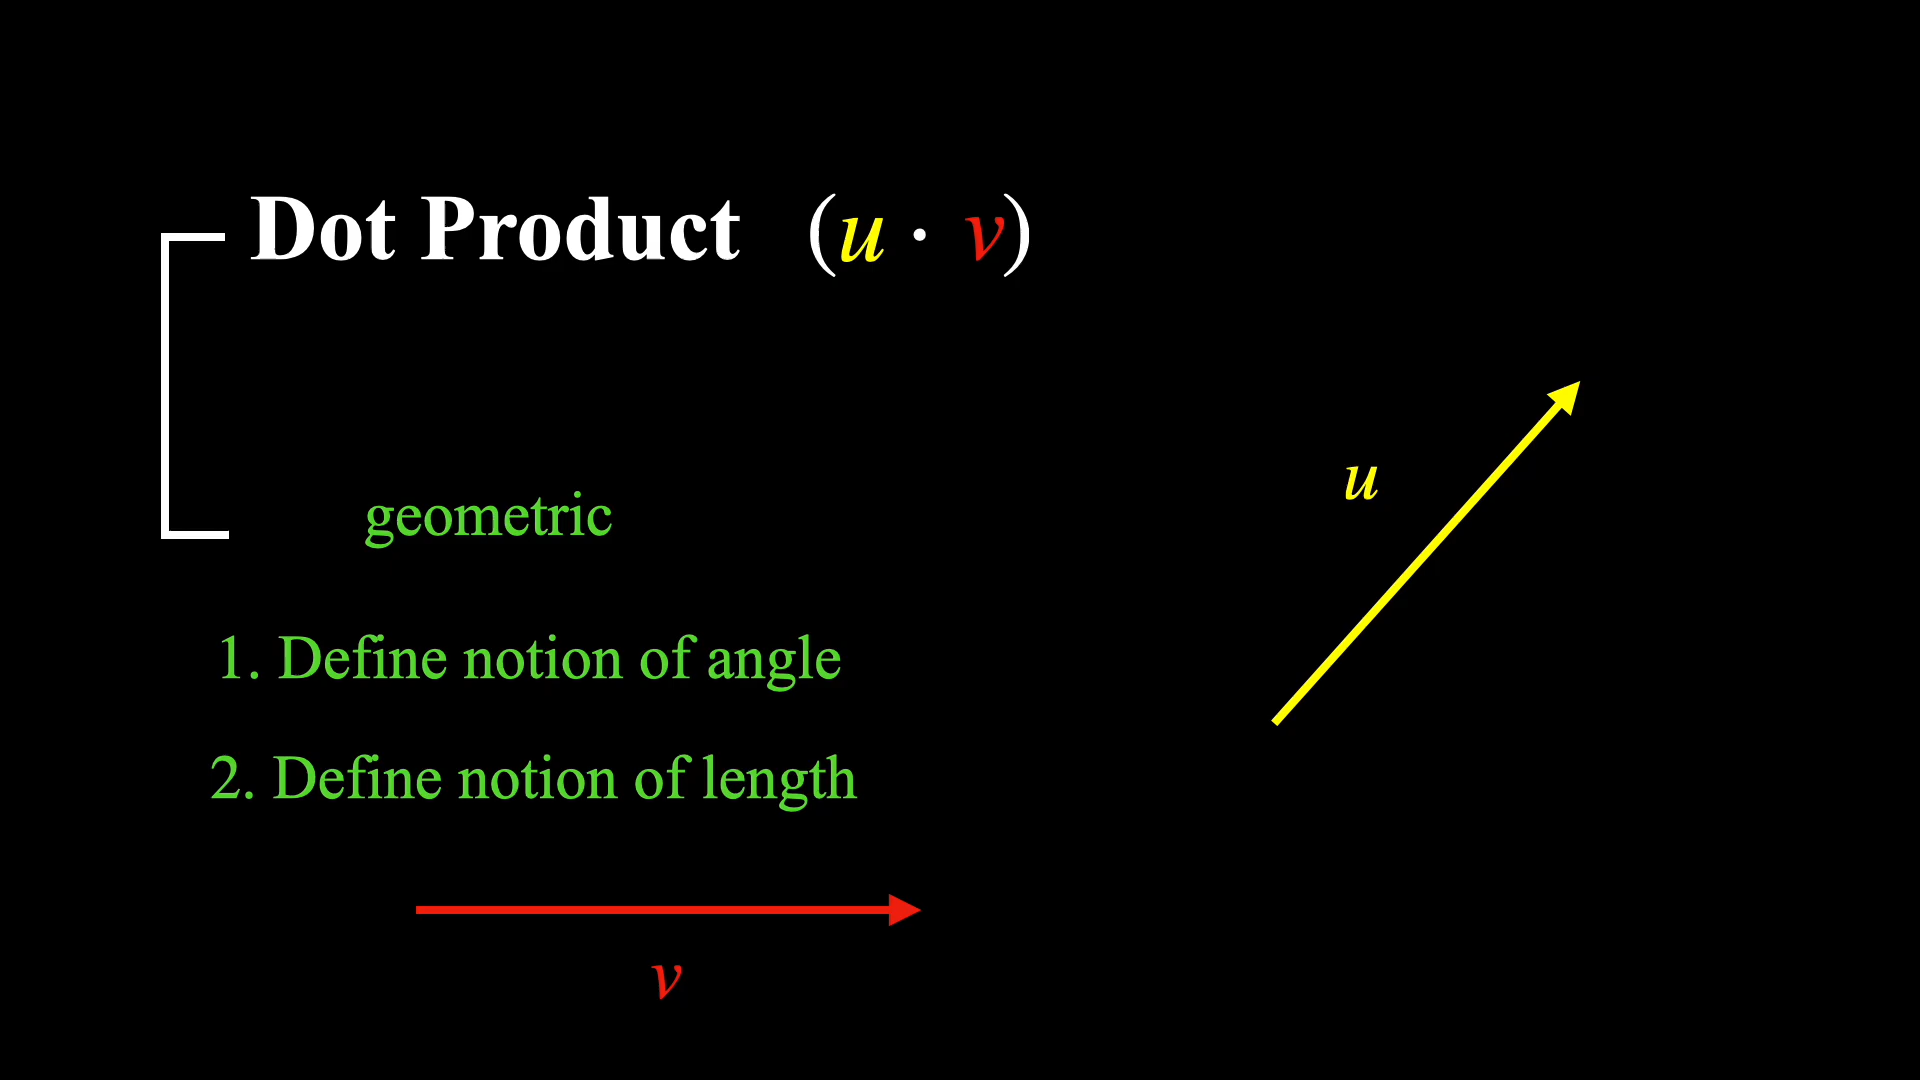 Dot Product (u · v)
u
geometric
1. Define notion of angle
2. Define notion of length
v